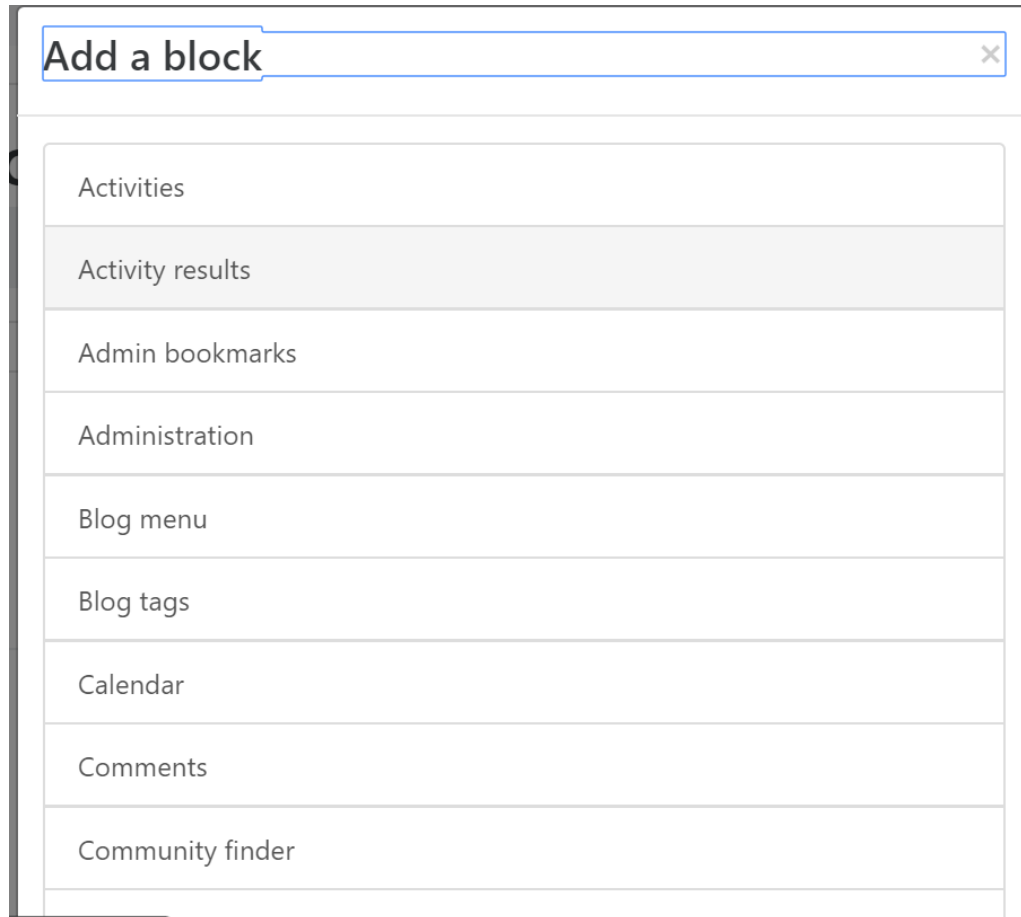 Add a block ×
Activities
Activity results
Admin bookmarks
Administration
Blog menu
Blog tags
Calendar
Comments
Community finder